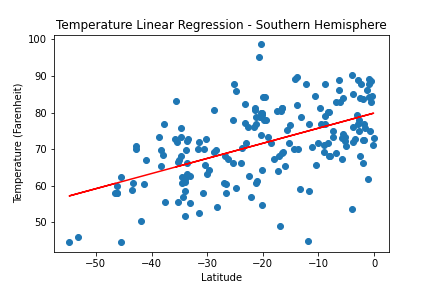 Temperature Linear Regression - Southern Hemisphere
100
90
80
70
60
50
Temperature (Farenheit)
−50 −40 −30 −20 −10 0
Latitude